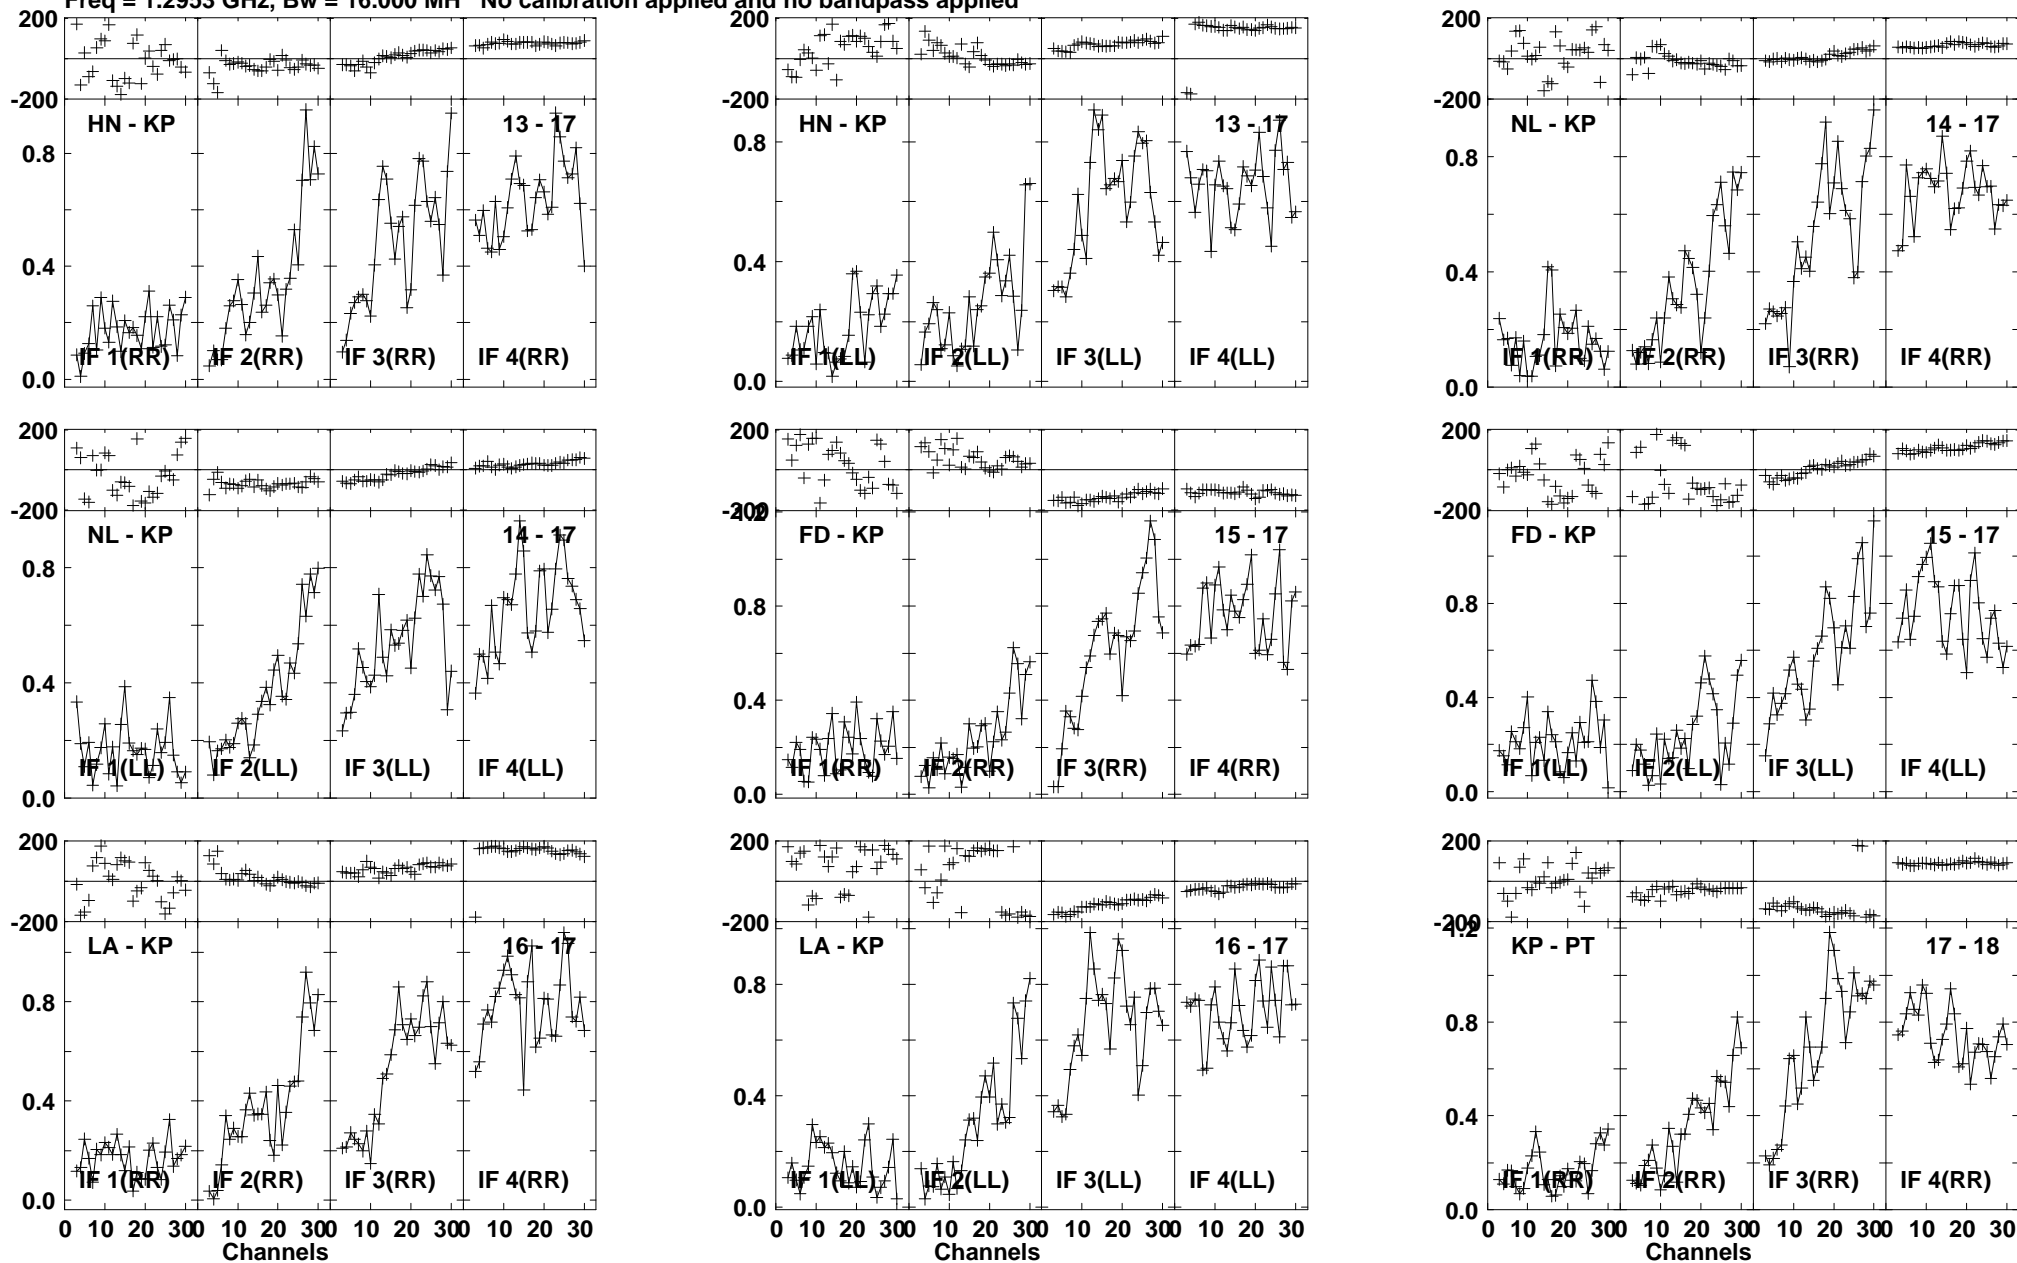 Freq = 1.2953 GHz, Bw = 16.000 MH No calibration applied and no bandpass applied
200
-200
HN - KP
13 - 17
0.8
0.4
0.0
IF 1(RR)
IF 2(RR)
IF 3(RR)
IF 4(RR)
200
-200
HN - KP
13 - 17
0.8
0.4
0.0
IF 1(LL)
IF 2(LL)
IF 3(LL)
IF 4(LL)
200
-200
NL - KP
14 - 17
0.8
0.4
0.0
IF 1(RR)
IF 2(RR)
IF 3(RR)
IF 4(RR)
200
-200
NL - KP
14 - 17
0.8
0.4
0.0
IF 1(LL)
IF 2(LL)
IF 3(LL)
IF 4(LL)
200
-200
1.2
FD - KP
15 - 17
0.8
0.4
0.0
IF 1(RR)
IF 2(RR)
IF 3(RR)
IF 4(RR)
200
-200
FD - KP
15 - 17
0.8
0.4
0.0
IF 1(LL)
IF 2(LL)
IF 3(LL)
IF 4(LL)
200
-200
LA - KP
16 - 17
0.8
0.4
0.0
IF 1(RR)
IF 2(RR)
IF 3(RR)
IF 4(RR)
0 10 20 30 0 10 20 30 0 10 20 30 0 10 20 30
Channels
200
-200
LA - KP
16 - 17
0.8
0.4
0.0
IF 1(LL)
IF 2(LL)
IF 3(LL)
IF 4(LL)
0 10 20 30 0 10 20 30 0 10 20 30 0 10 20 30
Channels
200
-200
1.2
KP - PT
17 - 18
0.8
0.4
0.0
IF 1(RR)
IF 2(RR)
IF 3(RR)
IF 4(RR)
0 10 20 30 0 10 20 30 0 10 20 30 0 10 20 30
Channels